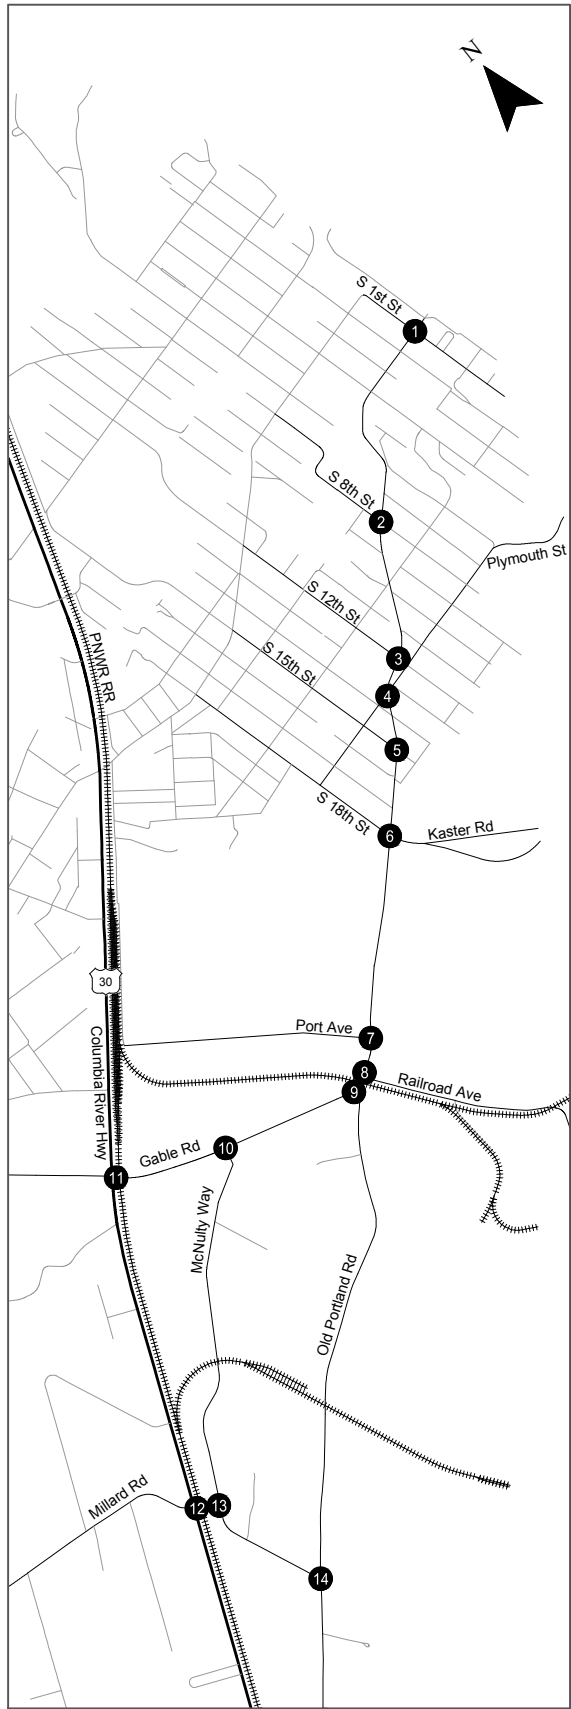 N
S 1st St
1
S 8th St
2
Plymouth St
S 12th St
3
S 15th St
PNWR RR
4
5
S 18th St
6
Kaster Rd
30
Port Ave
7
Columbia River Hwy
8
Railroad Ave
9
Gable Rd
10
11
McNulty Way
Old Portland Rd
Millard Rd
12
13
14